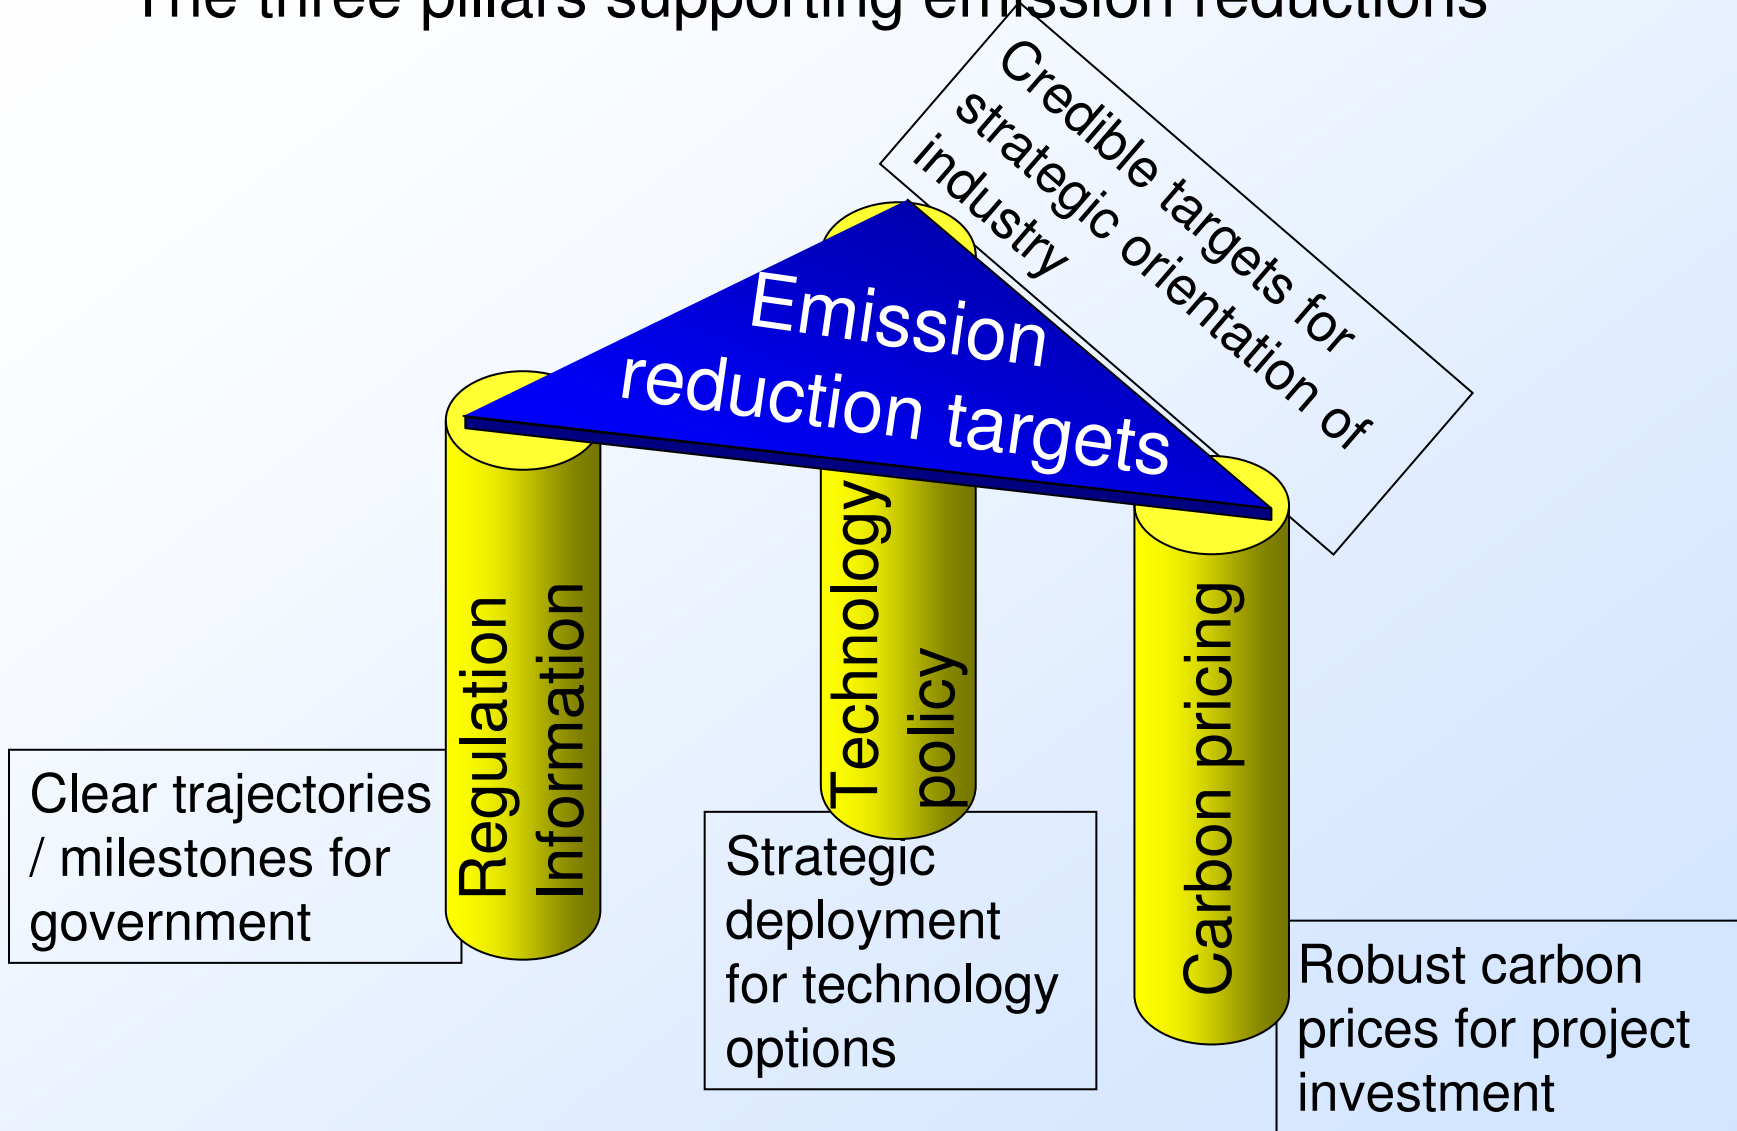 The three pillars supporting emission reductions
Credible targets for
strategic orientation of
industry
Emission
reduction targets
Regulation
Information
Technology
policy
Carbon pricing
Clear trajectories
/ milestones for
government
Strategic
deployment
for technology
options
Robust carbon
prices for project
investment